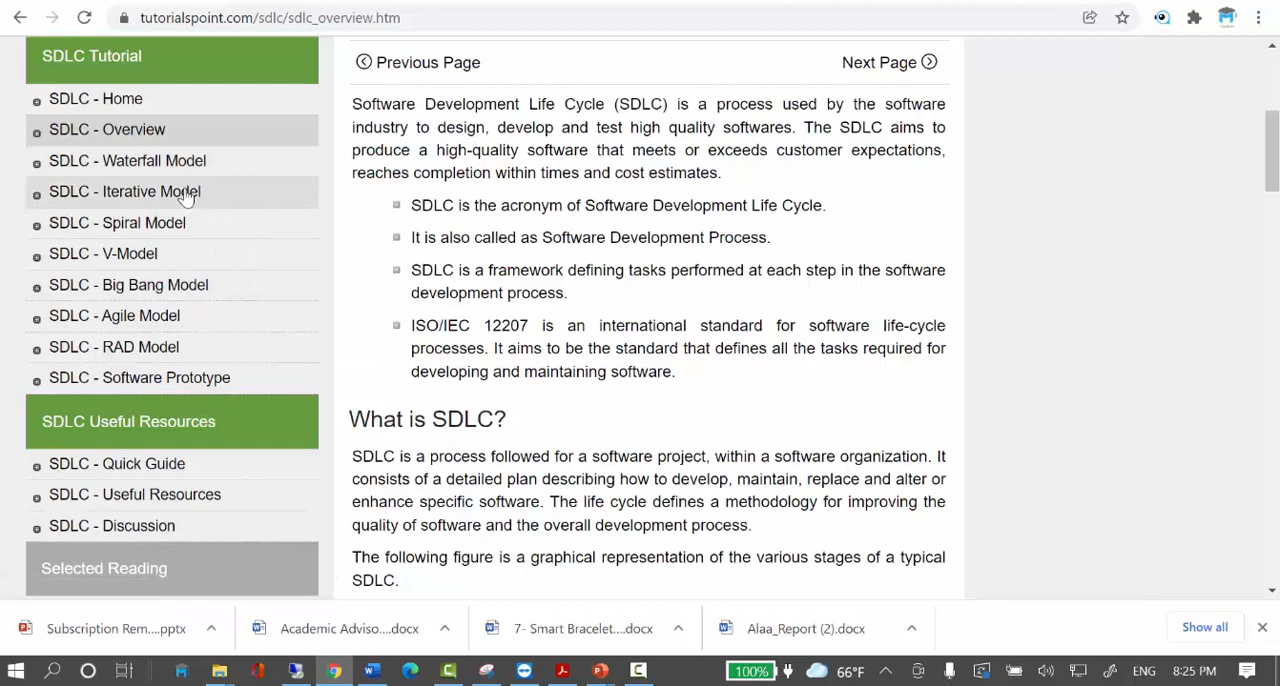 tutorialspoint.com/sdlc/sdlc_overview.htm
SDLC Tutorial
SDLC - Home
SDLC - Overview
SDLC - Waterfall Model
SDLC - Iterative Model
SDLC - Spiral Model
SDLC - V-Model
SDLC - Big Bang Model
SDLC - Agile Model
SDLC - RAD Model
SDLC - Software Prototype
SDLC Useful Resources
SDLC - Quick Guide
SDLC - Useful Resources
SDLC - Discussion
Selected Reading
Previous Page
Next Page
Software Development Life Cycle (SDLC) is a process used by the software
industry to design, develop and test high quality softwares. The SDLC aims to
produce a high-quality software that meets or exceeds customer expectations,
reaches completion within times and cost estimates.
SDLC is the acronym of Software Development Life Cycle.
It is also called as Software Development Process.
SDLC is a framework defining tasks performed at each step in the software
development process.
ISO/IEC 12207 is an international standard for software life-cycle
processes. It aims to be the standard that defines all the tasks required for
developing and maintaining software.
What is SDLC?
SDLC is a process followed for a software project, within a software organization. It
consists of a detailed plan describing how to develop, maintain, replace and alter or
enhance specific software. The life cycle defines a methodology for improving the
quality of software and the overall development process.
The following figure is a graphical representation of the various stages of a typical
SDLC.
Subscription Rem....pptx
Academic Adviso....docx
7- Smart Bracelet....docx
Alaa_Report (2).docx
Show all
100%
66°F
ENG
8:25 PM